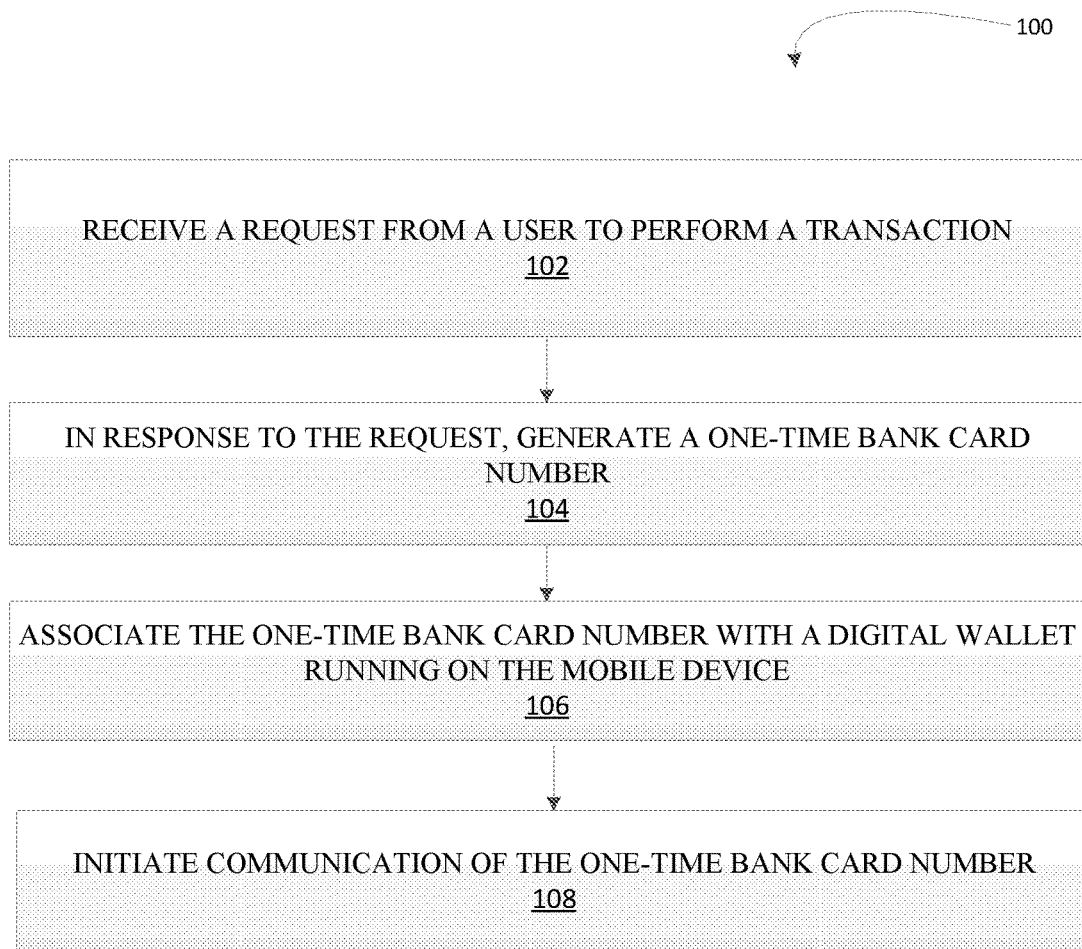 100
RECEIVE A REQUEST FROM A USER TO PERFORM A TRANSACTION
102
IN RESPONSE TO THE REQUEST, GENERATE A ONE-TIME BANK CARD
NUMBER
104
ASSOCIATE THE ONE-TIME BANK CARD NUMBER WITH A DIGITAL WALLET
RUNNING ON THE MOBILE DEVICE
106
INITIATE COMMUNICATION OF THE ONE-TIME BANK CARD NUMBER
108